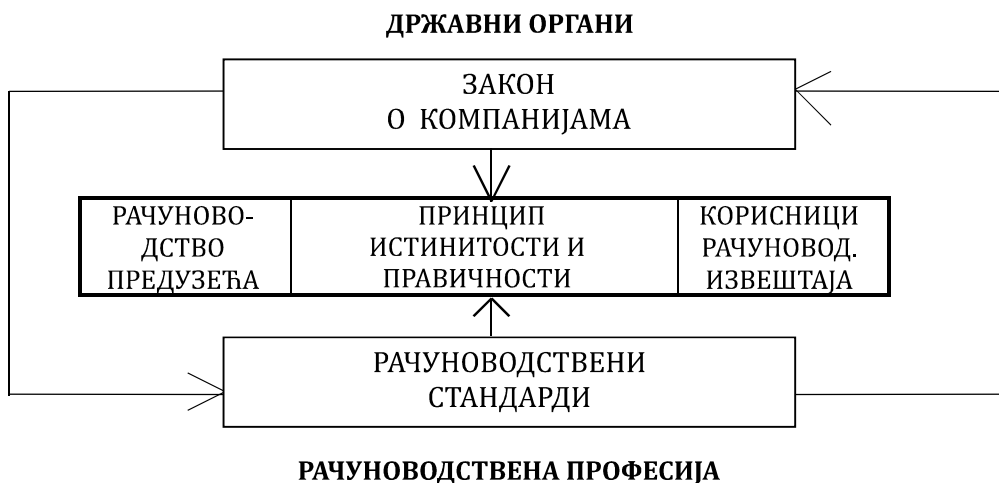 ДРЖАВНИ ОРГАНИ
ЗАКОН
О КОМПАНИЈАМА
РАЧУНОВО-
ДСТВО
ПРЕДУЗЕЋА
ПРИНЦИП
ИСТИНИТОСТИ И
ПРАВИЧНОСТИ
КОРИСНИЦИ
РАЧУНОВОД.
ИЗВЕШТАЈА
РАЧУНОВОДСТВЕНИ
СТАНДАРДИ
РАЧУНОВОДСТВЕНА ПРОФЕСИЈА